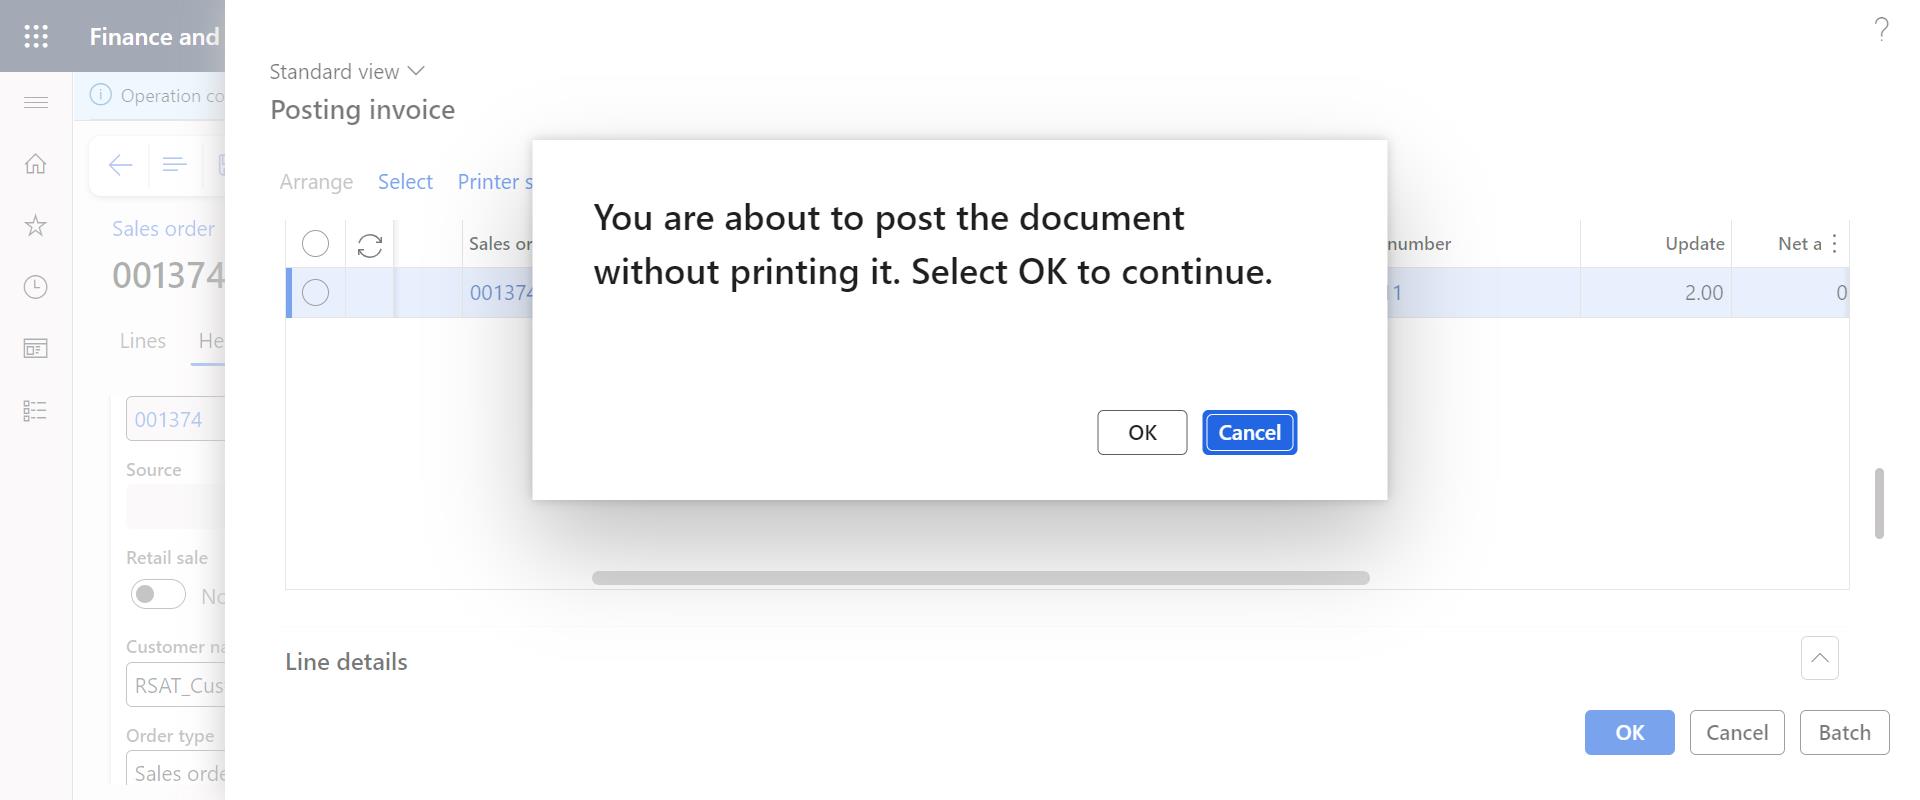 Finance and
?
Standard view
Operation co
Posting invoice
Arrange
Select
Printer s
You are about to post the document
without printing it. Select OK to continue.
OK
Cancel
Sales order
001374
Lines
He
Sales or
number
Update
Net a
001374
1
2.00
0
001374
Source
Retail sale
No
Customer na
RSAT_Cus
Order type
Sales orde
Line details
OK
Cancel
Batch